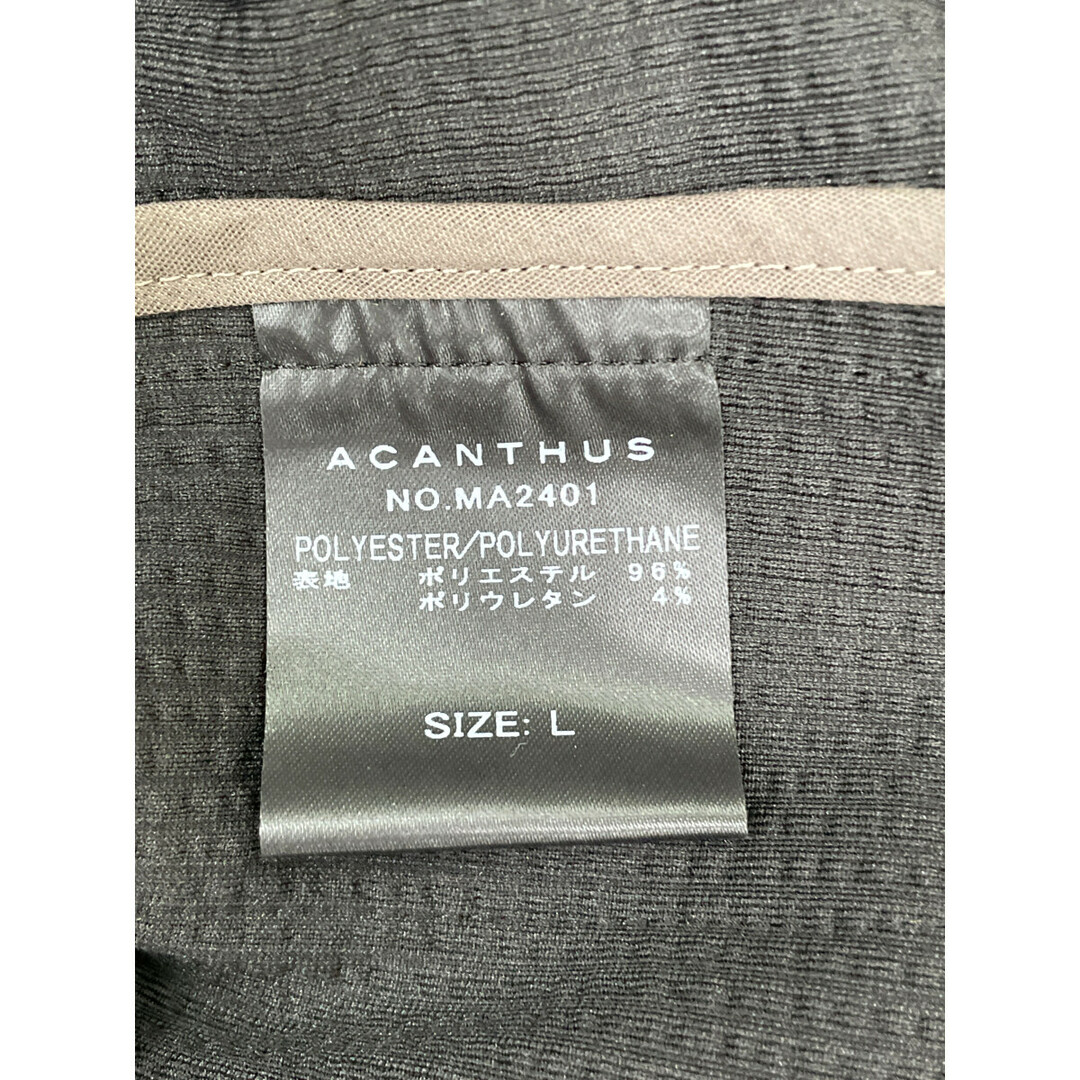 ACANTHUS
NO.MA2401
POLYESTER/POLYURETHANE
表地 ポリエステル 96%
ポリウレタン 4%
SIZE: L